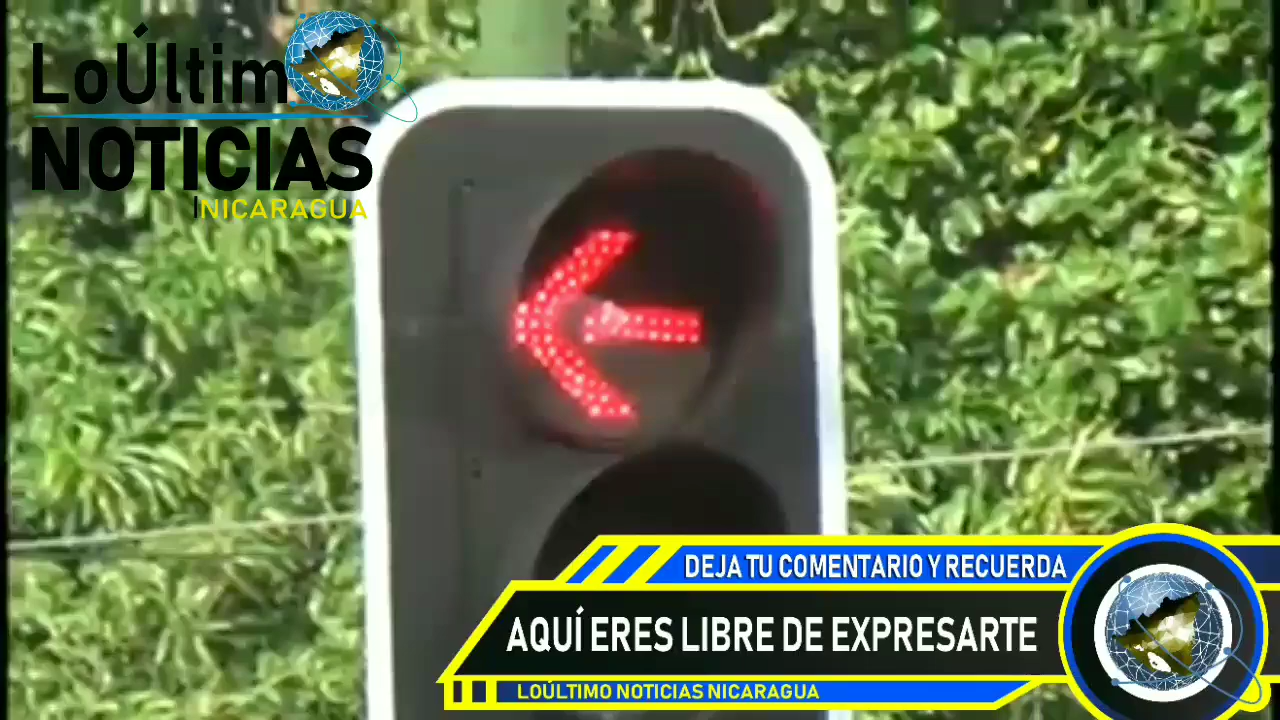 LoÚltimo
NOTICIAS
NICARAGUA
DEJA TU COMENTARIO Y RECUERDA
AQUÍ ERES LIBRE DE EXPRESARTE
LOÚLTIMO NOTICIAS NICARAGUA